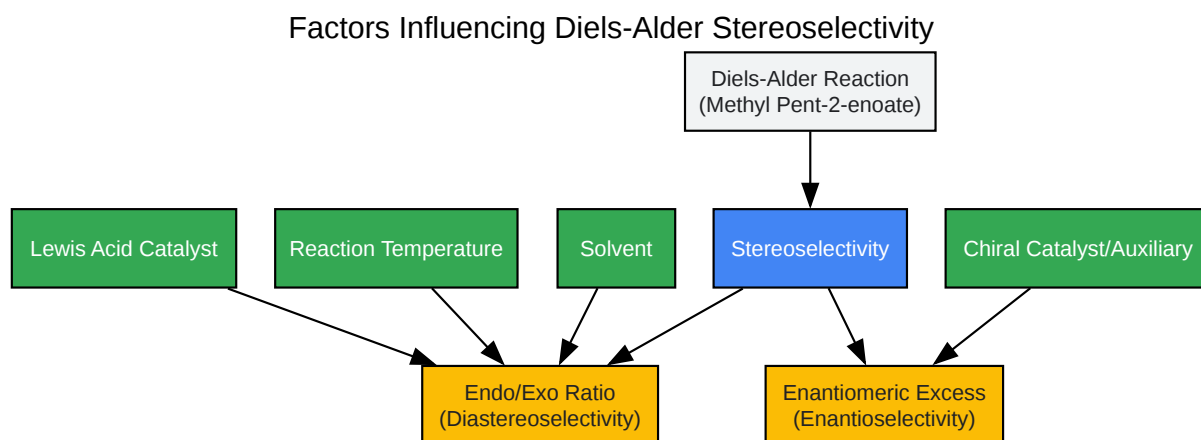 Factors Influencing Diels-Alder Stereoselectivity
Diels-Alder Reaction
(Methyl Pent-2-enoate)
Lewis Acid Catalyst
Reaction Temperature
Solvent
Stereoselectivity
Chiral Catalyst/Auxiliary
Endo/Exo Ratio
(Diastereoselectivity)
Enantiomeric Excess
(Enantioselectivity)